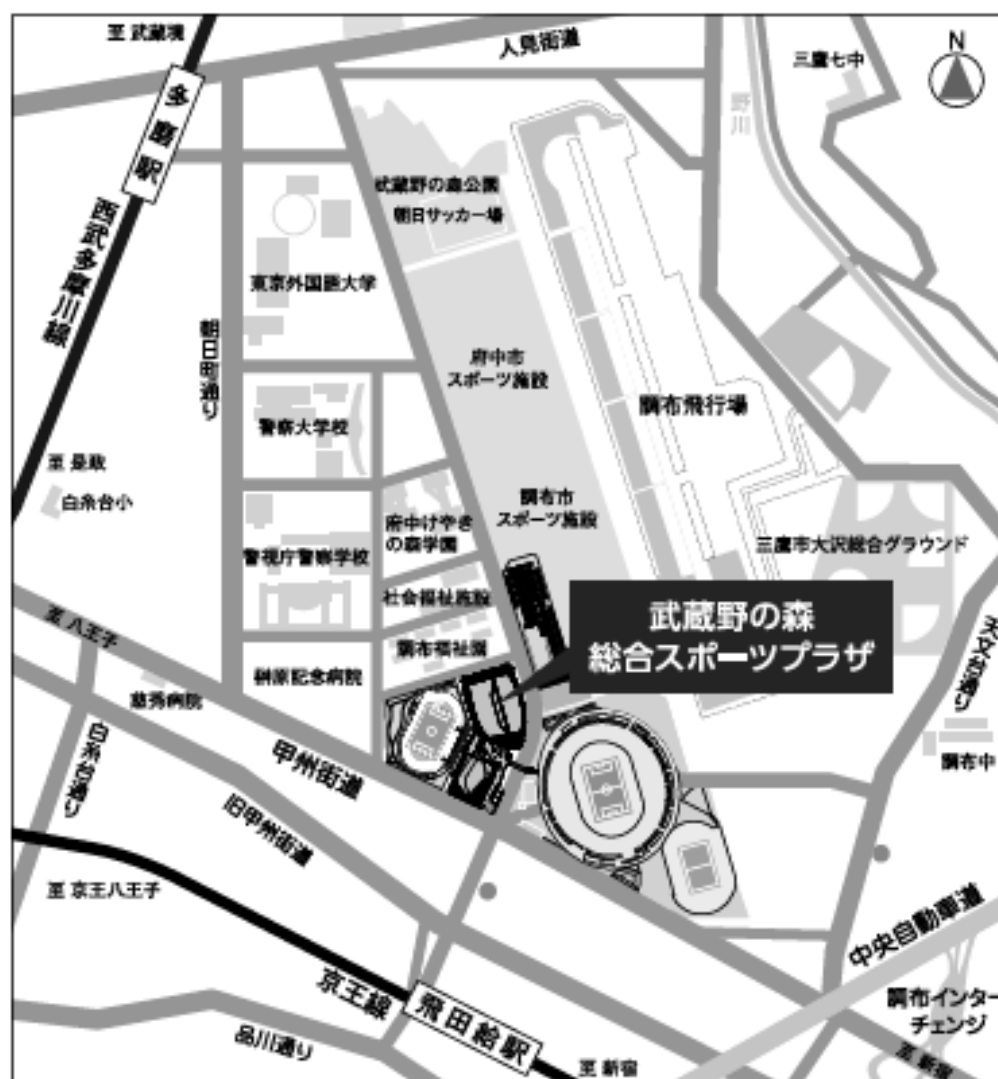 至 武蔵境
人見街道
N
三鷹七中
多磨駅
野川
武蔵野の森公園
朝日サッカー場
西武多摩川線
東京外国語大学
朝日町通り
府中市
スポーツ施設
調布飛行場
警察大学校
至 是政
白糸台小
調布市
スポーツ施設
府中けやき
の森学園
警視庁警察学校
三鷹市大沢総合グラウンド
社会福祉施設
武蔵野の森
総合スポーツプラザ
至 八王子
調布福祉園
榊原記念病院
天文台通り
慈秀病院
白糸台通り
甲州街道
調布中
旧甲州街道
至 京王八王子
中央自動車道
京王線
飛田給駅
調布インター
チェンジ
品川通り
至 新宿
至 新宿